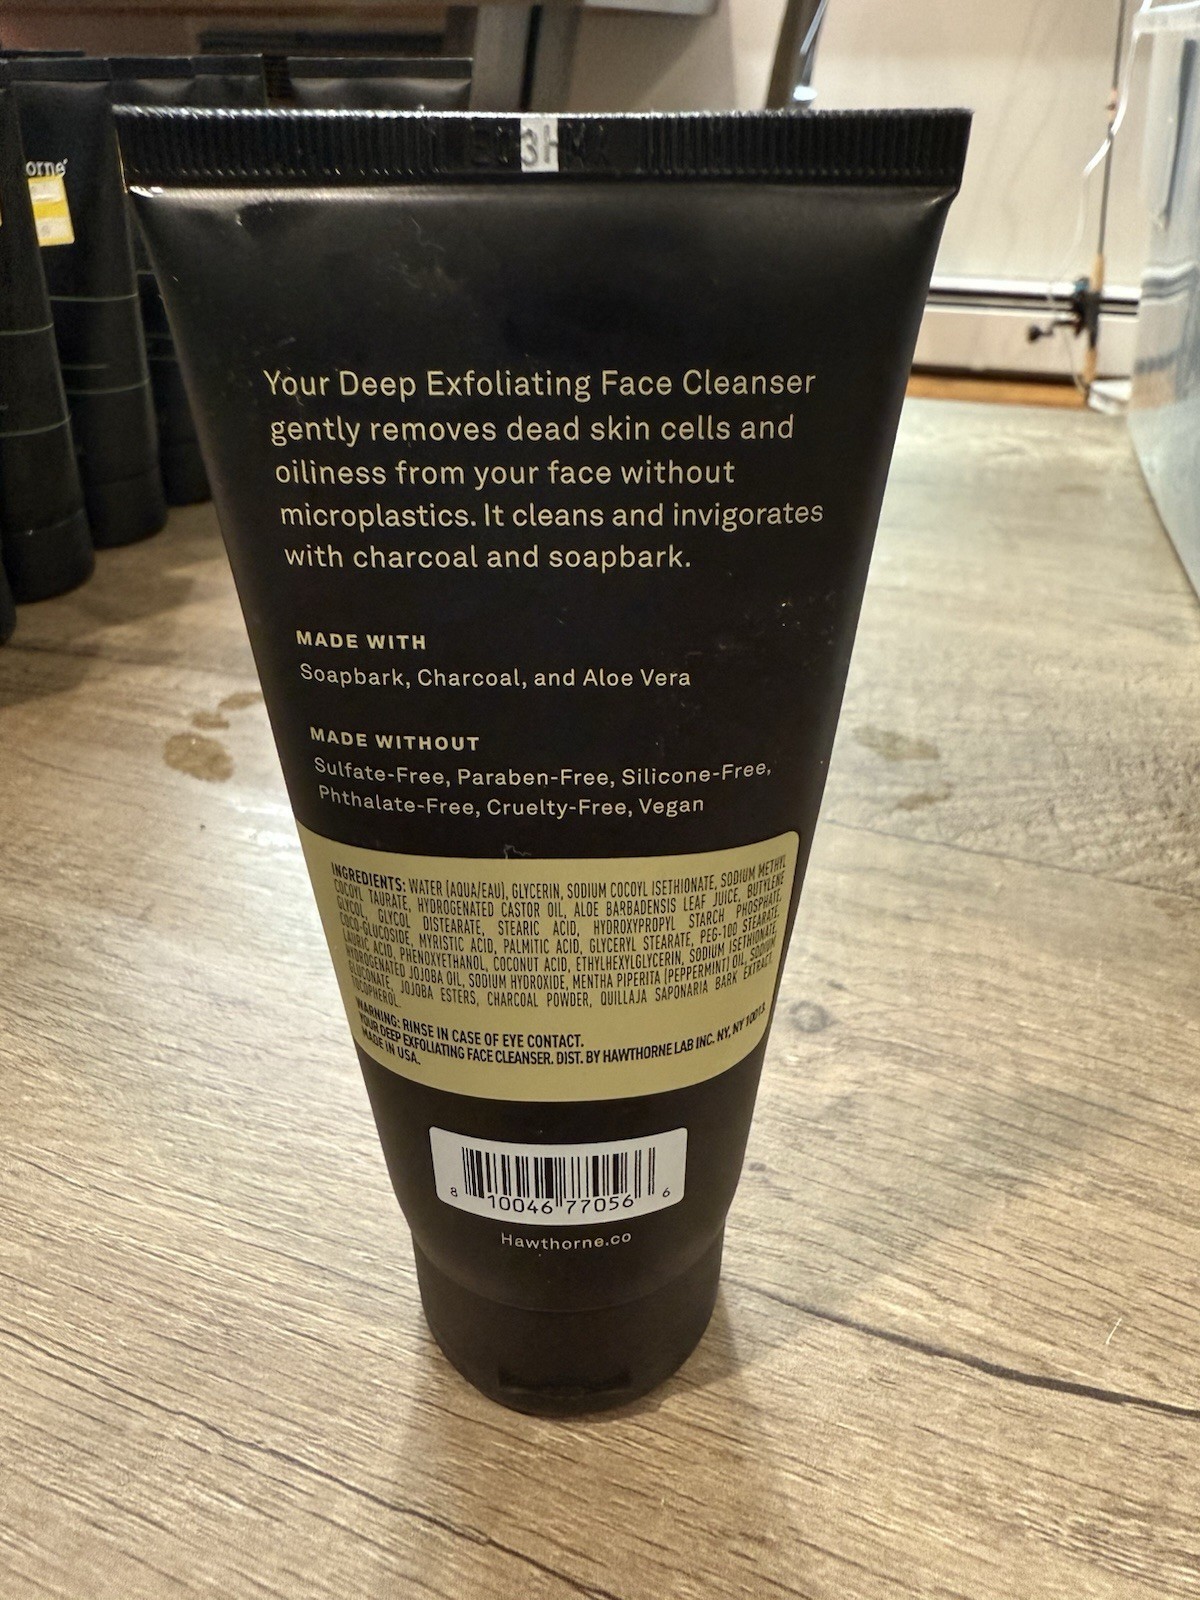 orne
Your Deep Exfoliating Face Cleanser
gently removes dead skin cells and
oiliness from your face without
microplastics. It cleans and invigorates
with charcoal and soapbark.
MADE WITH
Soapbark, Charcoal, and Aloe Vera
MADE WITHOUT
Sulfate-Free, Paraben-Free, Silicone-Free,
Phthalate-Free, Cruelty-Free, Vegan
INGREDIENTS: WATER (AQUA/EAU), GLYCERIN, SODIUM COCOYL ISETHIONATE, SODIUM METHYL
COCOYL TAURATE, HYDROGENATED CASTOR OIL, ALOE BARBADENSIS LEAF JUICE, BUTYLENE
GLYCOL, GLYCOL DISTEARATE, STEARIC ACID, HYDROXYPROPYL STARCH PHOSPHATE,
COCO-GLUCOSIDE, MYRISTIC ACID, PALMITIC ACID, GLYCERYL STEARATE, PEG-100 STEARATE,
LAURIC ACID, PHENOXYETHANOL, COCONUT ACID, ETHYLHEXYLGLYCERIN, SODIUM ISETHIONATE,
HYDROGENATED JOJOBA OIL, SODIUM HYDROXIDE, MENTHA PIPERITA (PEPPERMINT) OIL, SODIUM
GLUCONATE, JOJOBA ESTERS, CHARCOAL POWDER, QUILLAJA SAPONARIA BARK EXTRACT,
TOCOPHEROL
WARNING: RINSE IN CASE OF EYE CONTACT.
YOUR DEEP EXFOLIATING FACE CLEANSER. DIST. BY HAWTHORNE LAB INC. NY, NY 10013.
MADE IN USA.
8 10046 77056 6
Hawthorne.co